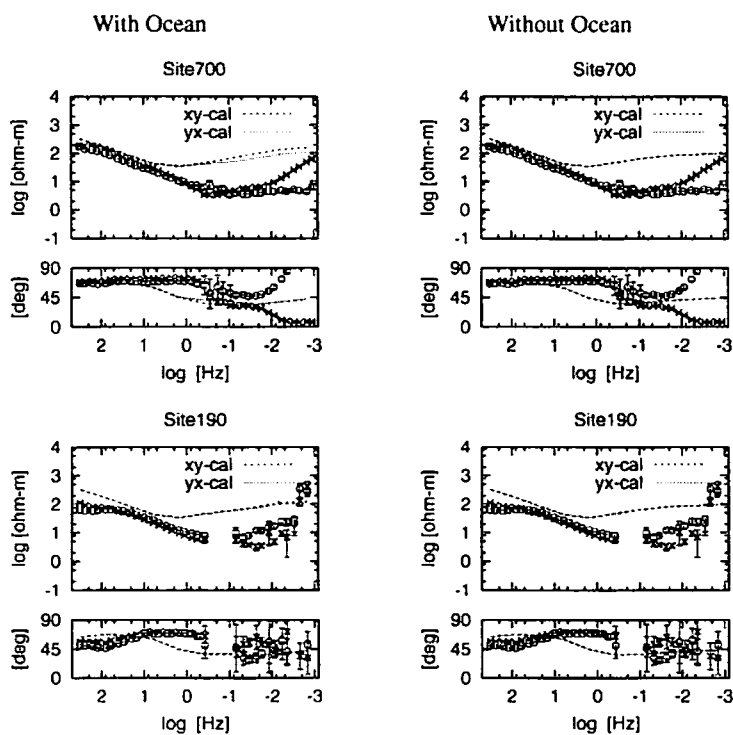 With Ocean
Without Ocean
Site700
4
3
2
1
0
-1
log [ohm-m]
xy-cal
yx-cal
90
45
0
[deg]
2 1 0 -1 -2 -3
log [Hz]
Site700
4
3
2
1
0
-1
log [ohm-m]
xy-cal
yx-cal
90
45
0
[deg]
2 1 0 -1 -2 -3
log [Hz]
Site190
4
3
2
1
0
-1
log [ohm-m]
xy-cal
yx-cal
90
45
0
[deg]
2 1 0 -1 -2 -3
log [Hz]
Site190
4
3
2
1
0
-1
log [ohm-m]
xy-cal
yx-cal
90
45
0
[deg]
2 1 0 -1 -2 -3
log [Hz]